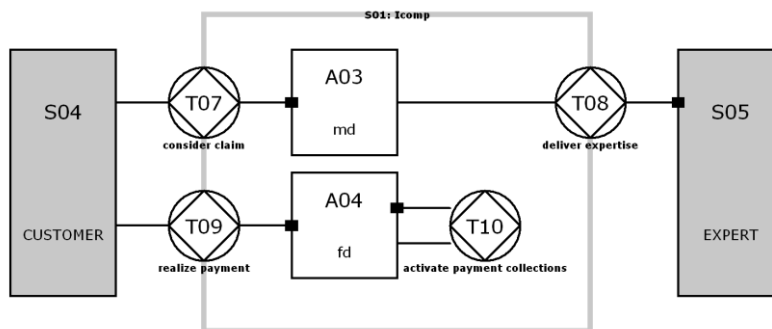 S01: Icomp
S04
CUSTOMER
T07
consider claim
A03
md
T08
deliver expertise
S05
EXPERT
T09
realize payment
A04
fd
T10
activate payment collections